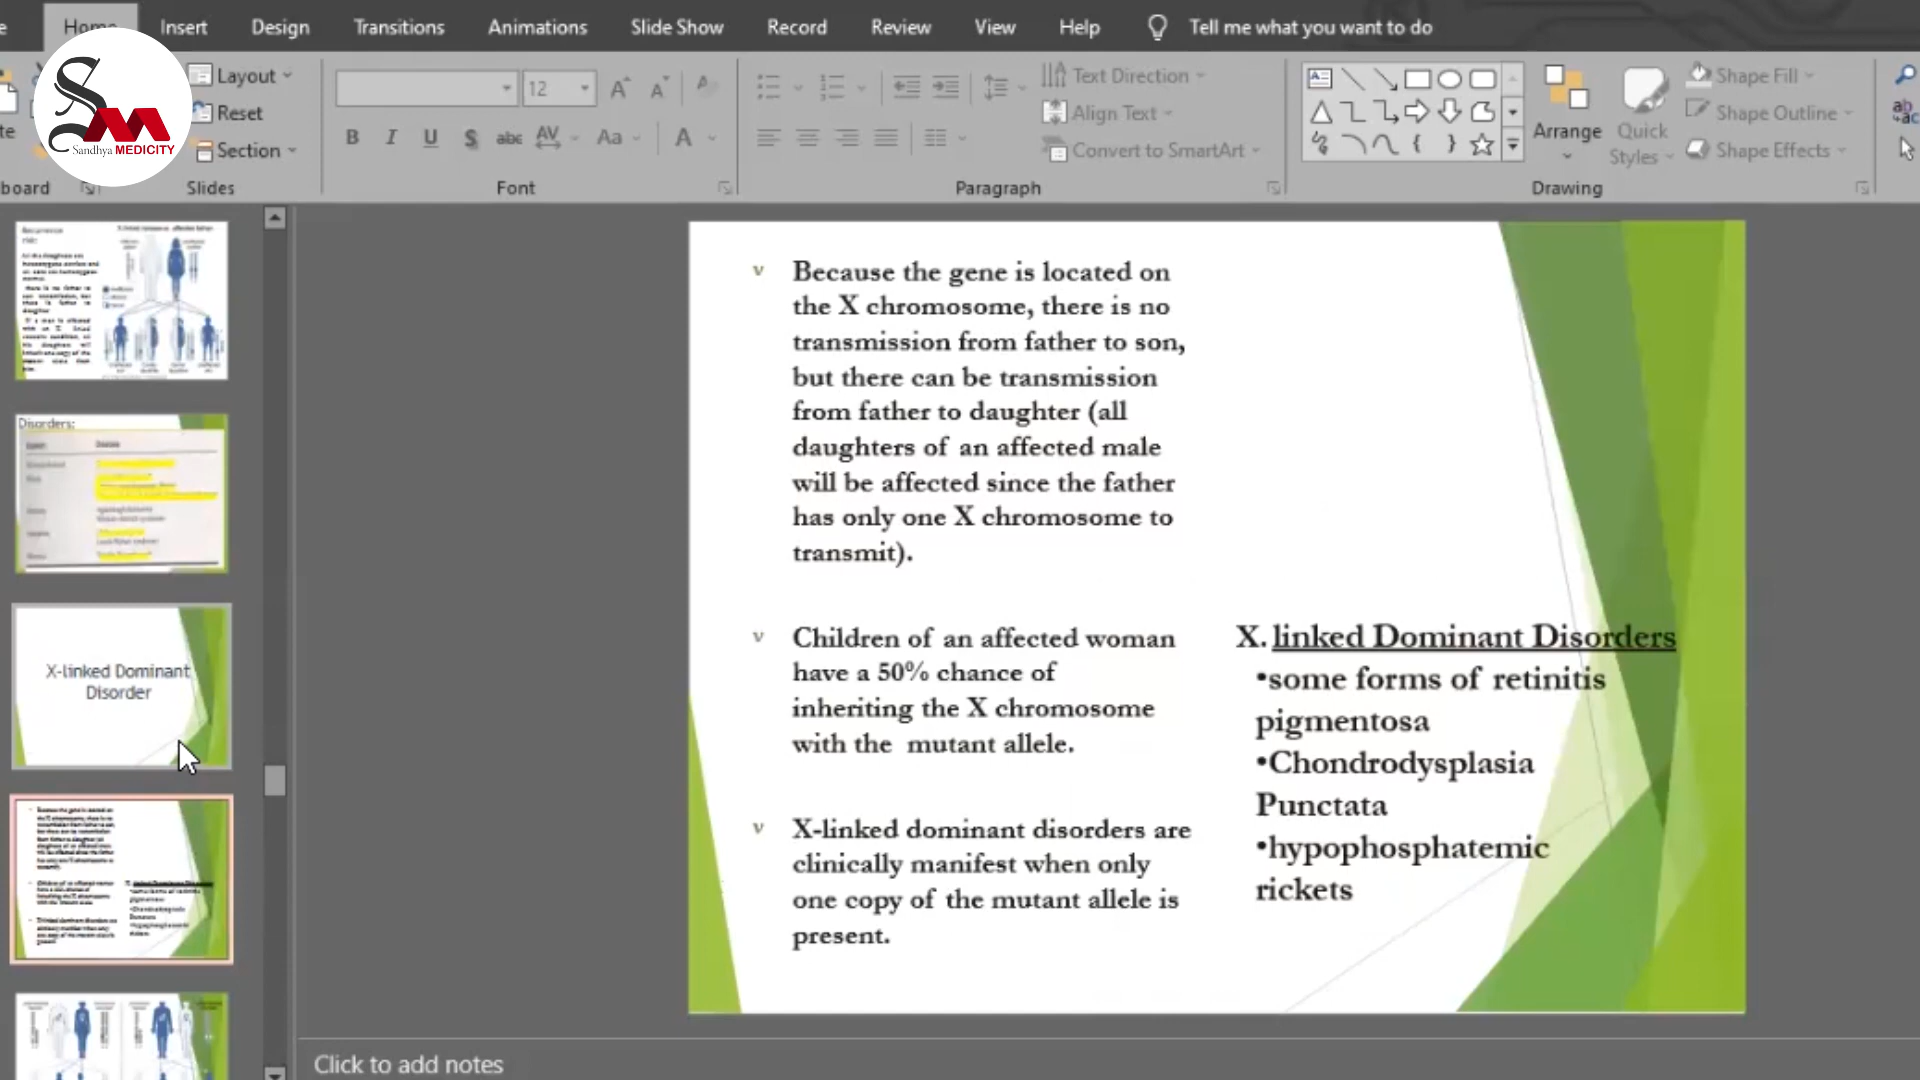 Home
Insert
Design
Transitions
Animations
Slide Show
Record
Review
View
Help
Tell me what you want to do
Sandhya MEDICITY
Layout
Reset
Section
Slides
12
B I U S abc AV Aa A
Font
Text Direction
Align Text
Convert to SmartArt
Paragraph
Arrange
Quick
Styles
Shape Fill
Shape Outline
Shape Effects
Drawing
Disorders:
X-linked Dominant
Disorder
Because the gene is located on
the X chromosome, there is no
transmission from father to son,
but there can be transmission
from father to daughter (all
daughters of an affected male
will be affected since the father
has only one X chromosome to
transmit).
Children of an affected woman
have a 50% chance of
inheriting the X chromosome
with the mutant allele.
X-linked dominant disorders are
clinically manifest when only
one copy of the mutant allele is
present.
X. linked Dominant Disorders
•some forms of retinitis
pigmentosa
•Chondrodysplasia
Punctata
•hypophosphatemic
rickets
Click to add notes